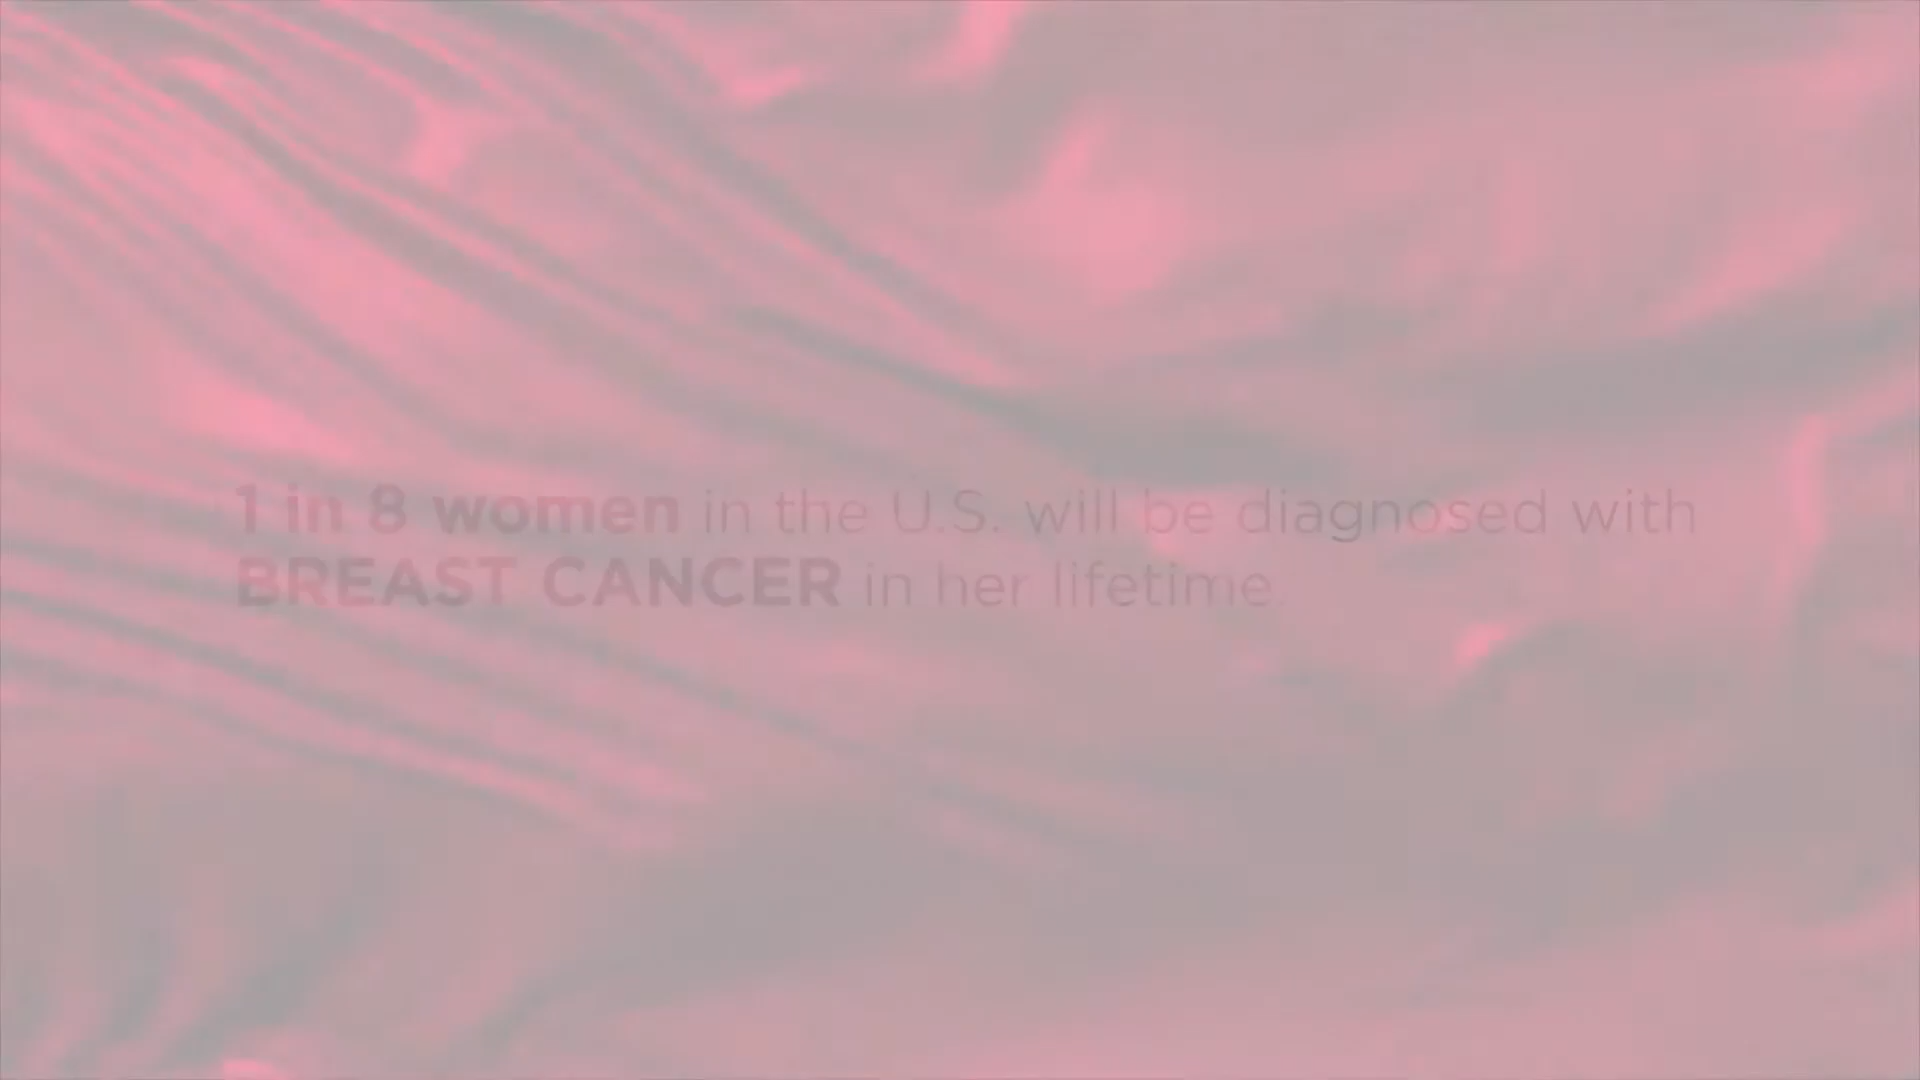 1 in 8 women in the U.S. will be diagnosed with
BREAST CANCER in her lifetime.